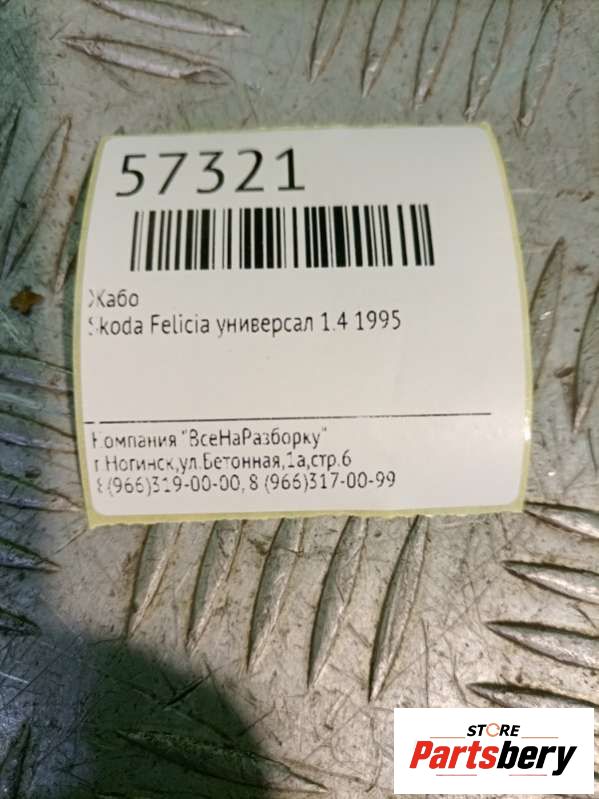 57321
Жабо
Skoda Felicia универсал 1.4 1995
Компания "ВсеНаРазборку"
г.Ногинск,ул.Бетонная,1а,стр.6
8(966)319-00-00, 8 (966)317-00-99
STORE
Partsbery